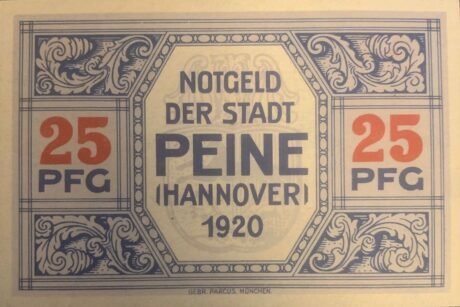 NOTGELD
DER STADT
PEINE
(HANNOVER)
1920
25
PFG
25
PFG
GEBR. PARCUS, MÜNCHEN.